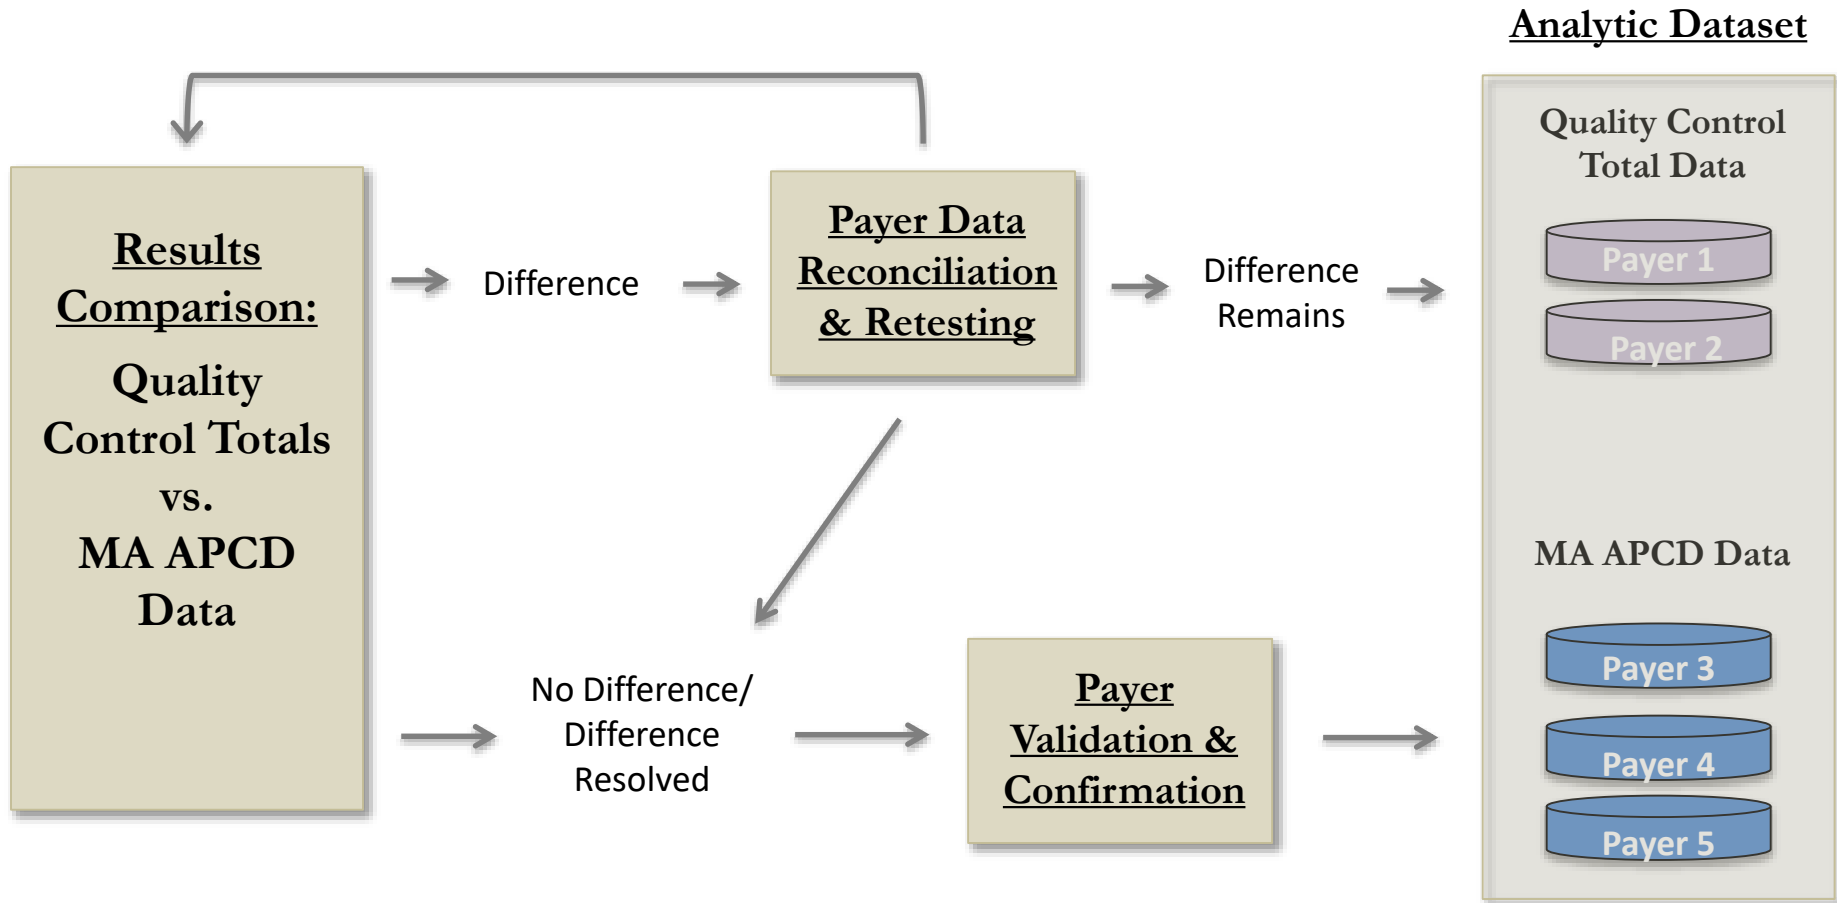 Analytic Dataset
Results
Comparison:
Quality
Control Totals
vs.
MA APCD
Data
Difference
Payer Data
Reconciliation
& Retesting
Difference
Remains
No Difference/
Difference
Resolved
Payer
Validation &
Confirmation
Quality Control
Total Data
Payer 1
Payer 2
MA APCD Data
Payer 3
Payer 4
Payer 5